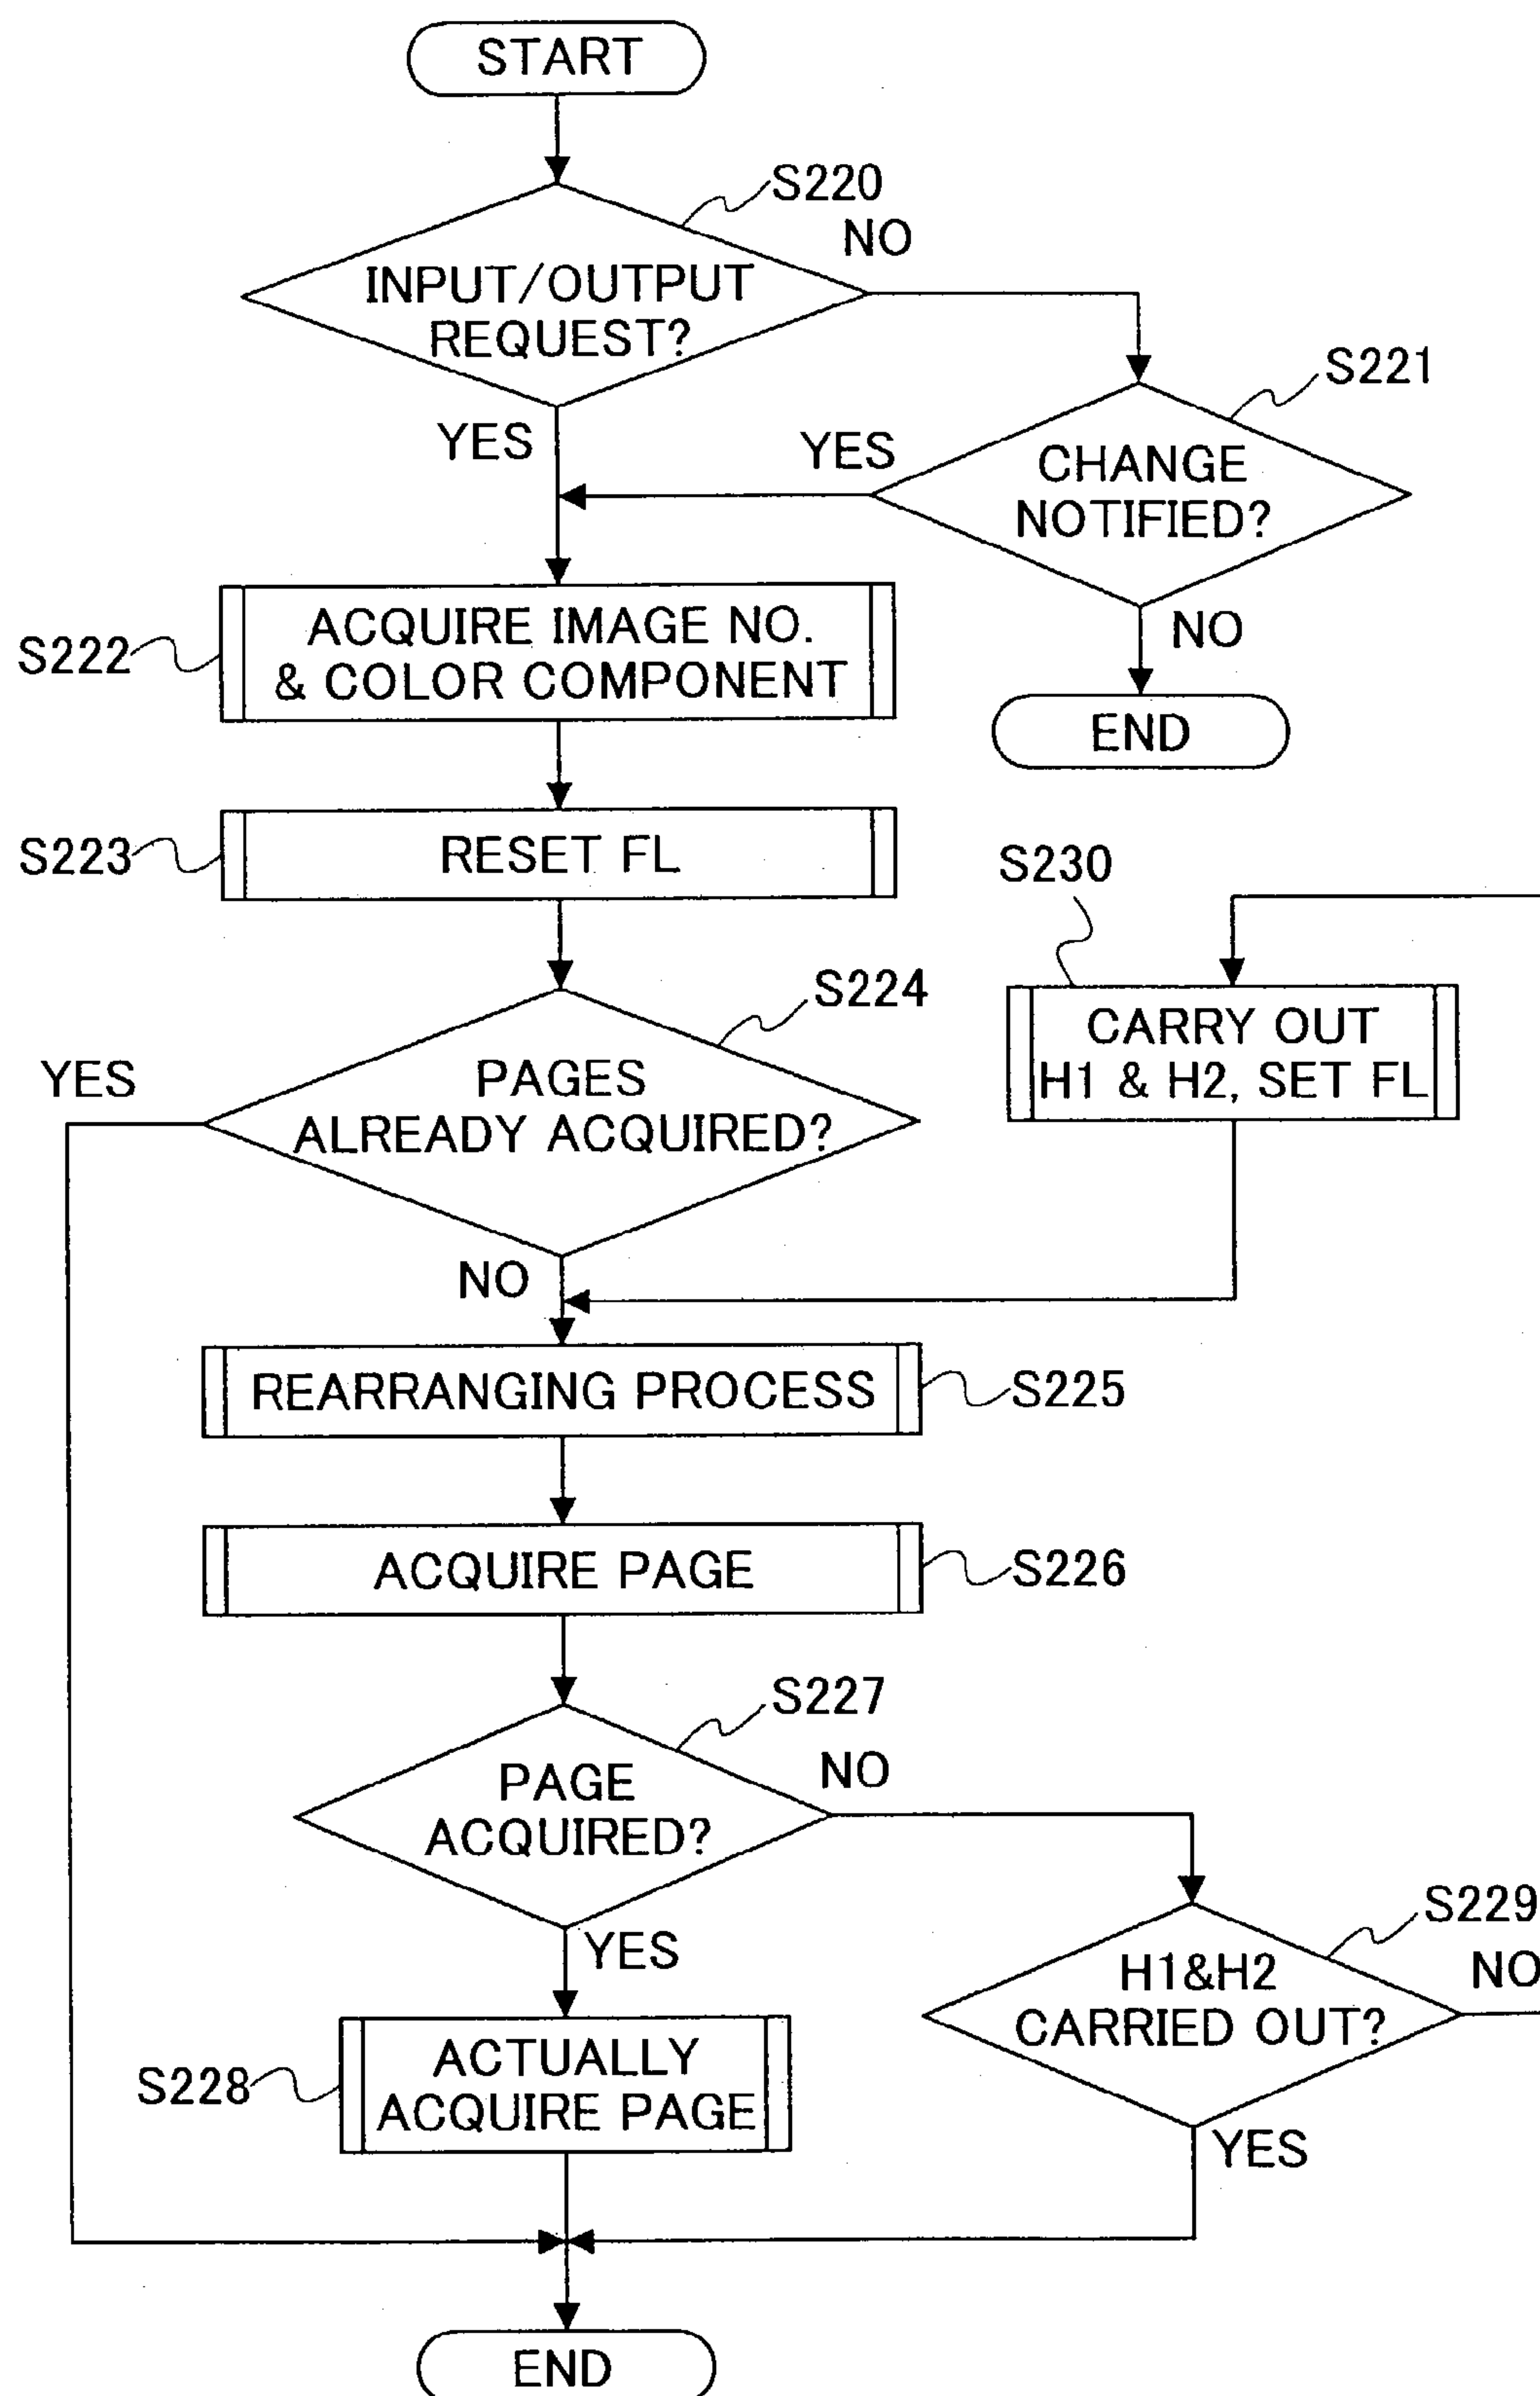 START
S220
NO
INPUT/OUTPUT
REQUEST?
S221
YES
YES
CHANGE
NOTIFIED?
NO
ACQUIRE IMAGE NO.
& COLOR COMPONENT
S222
END
RESET FL
S223
S230
S224
CARRY OUT
H1 & H2, SET FL
YES
PAGES
ALREADY ACQUIRED?
NO
REARRANGING PROCESS
S225
ACQUIRE PAGE
S226
S227
NO
PAGE
ACQUIRED?
S229
YES
H1&H2
CARRIED OUT?
NO
ACTUALLY
ACQUIRE PAGE
S228
YES
END